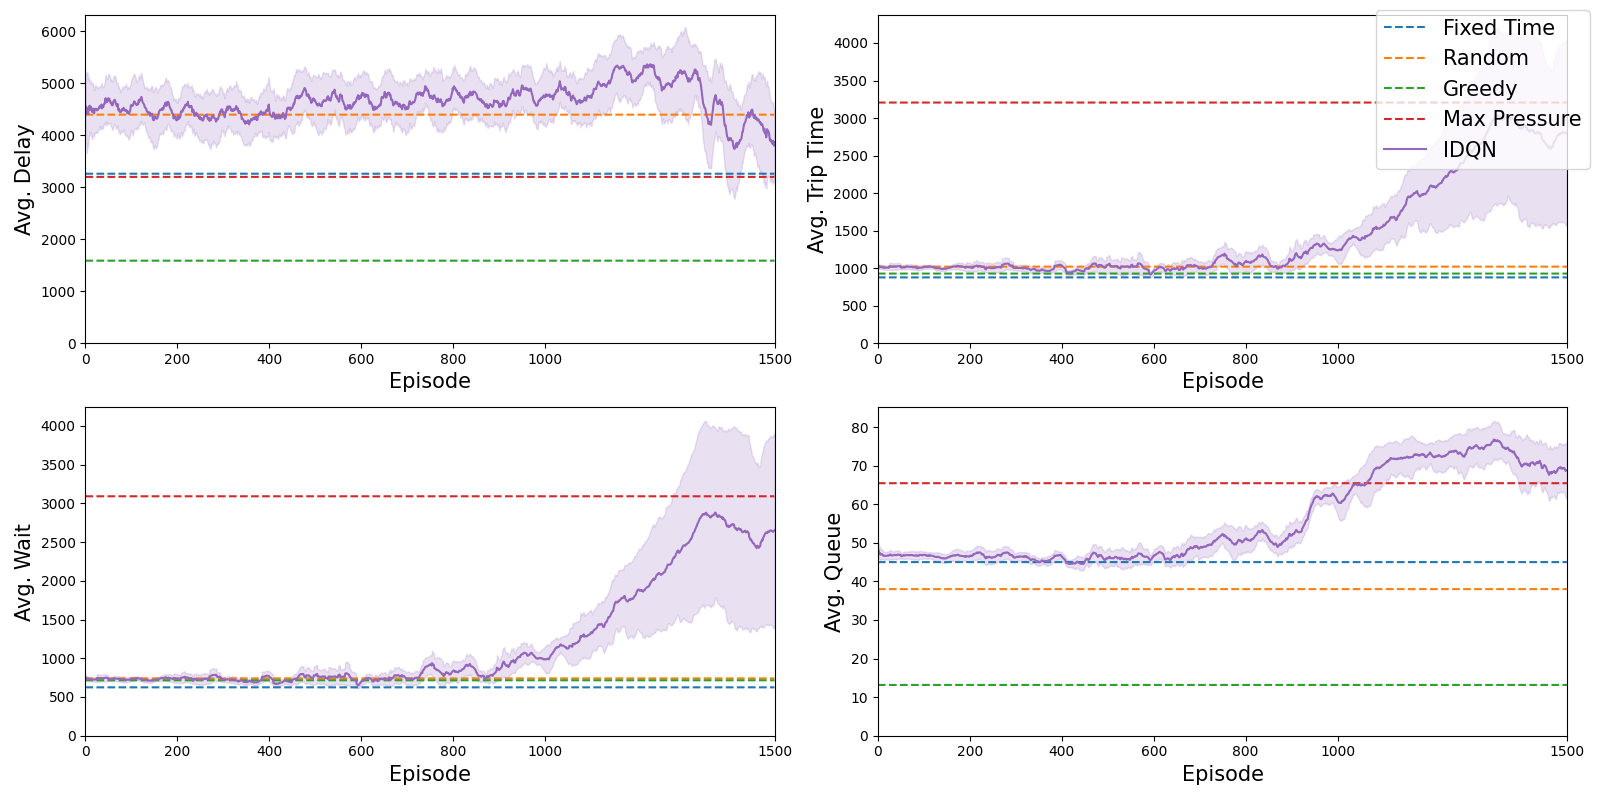 6000
5000
4000
3000
2000
1000
0
0 200 400 600 800 1000 1500
Avg. Delay
Episode
4000
3500
3000
2500
2000
1500
1000
500
0
0 200 400 600 800 1000 1500
Avg. Trip Time
Episode
Fixed Time
Random
Greedy
Max Pressure
IDQN
4000
3500
3000
2500
2000
1500
1000
500
0
0 200 400 600 800 1000 1500
Avg. Wait
Episode
80
70
60
50
40
30
20
10
0
0 200 400 600 800 1000 1500
Avg. Queue
Episode